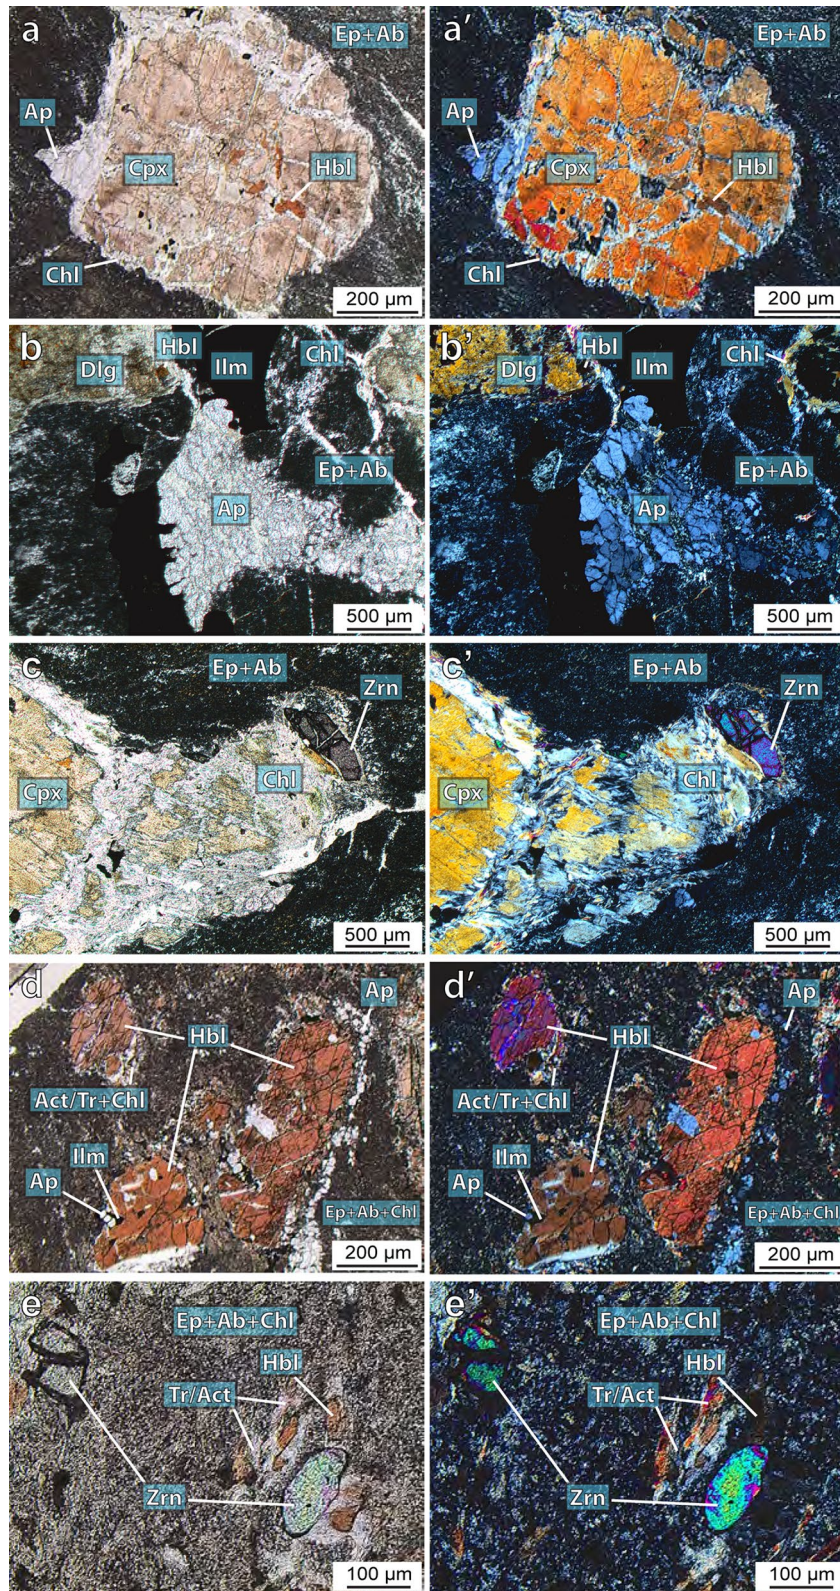 a
Ep+Ab
Ap
Cpx
Hbl
Chl
200 µm
a′
Ep+Ab
Ap
Cpx
Hbl
Chl
200 µm
b
Hbl
Chl
Dlg
Ilm
Ep+Ab
Ap
500 µm
b′
Hbl
Chl
Dlg
Ilm
Ep+Ab
Ap
500 µm
c
Ep+Ab
Zrn
Chl
Cpx
500 µm
c′
Ep+Ab
Zrn
Chl
Cpx
500 µm
d
Ap
Hbl
Act/Tr+Chl
Ilm
Ap
Ep+Ab+Chl
200 µm
d′
Ap
Hbl
Act/Tr+Chl
Ilm
Ap
Ep+Ab+Chl
200 µm
e
Ep+Ab+Chl
Hbl
Tr/Act
Zrn
100 µm
e′
Ep+Ab+Chl
Hbl
Tr/Act
Zrn
100 µm